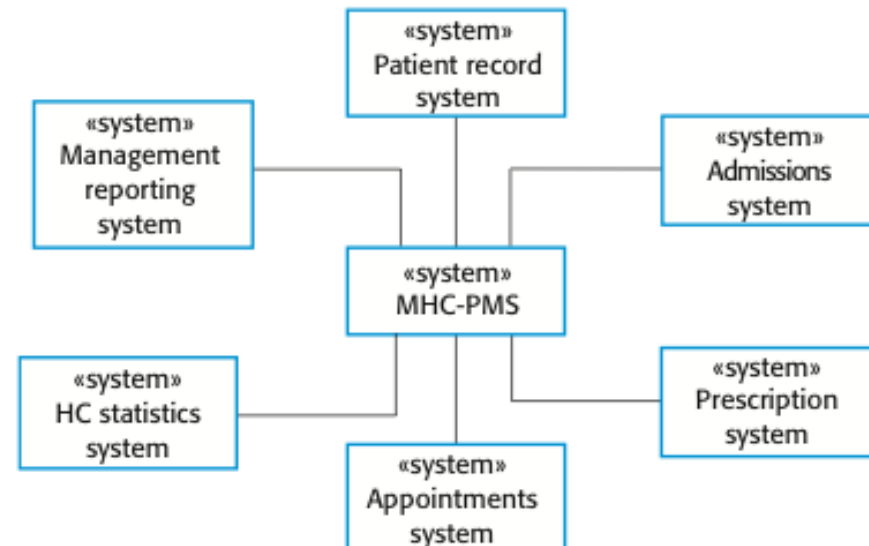 «system»
Patient record
system
«system»
Management
reporting
system
«system»
Admissions
system
«system»
MHC-PMS
«system»
HC statistics
system
«system»
Prescription
system
«system»
Appointments
system